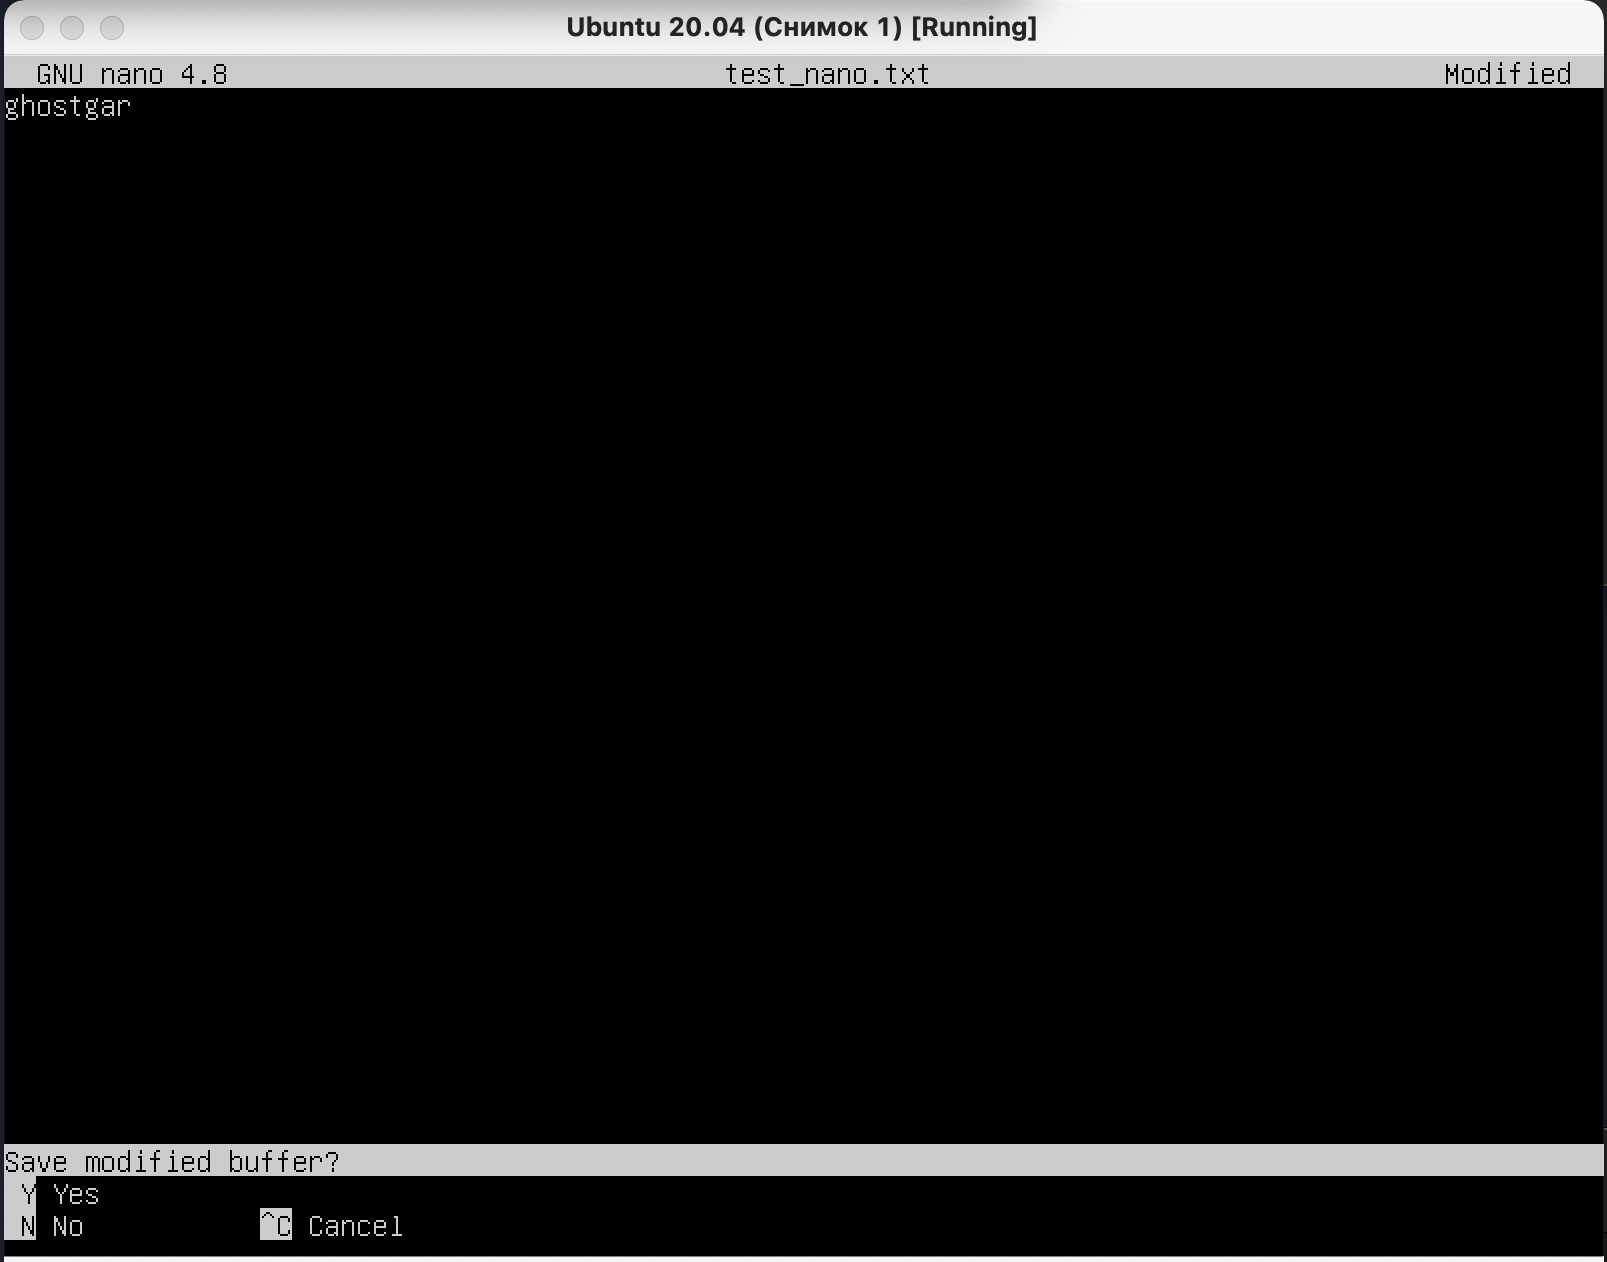 Ubuntu 20.04 (Снимок 1) [Running]
GNU nano 4.8 test_nano.txt Modified
ghostgar
Save modified buffer?
Y Yes
N No ^C Cancel